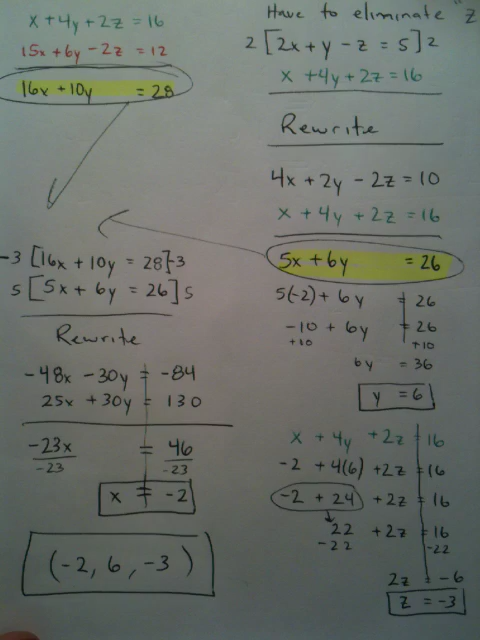 x + 4y + 2z = 16
15x + 6y - 2z = 12
16x + 10y = 28
-3 [16x + 10y = 28] -3
5 [5x + 6y = 26] 5
Rewrite
-48x - 30y = -84
25x + 30y = 130
-23x = 46
-23 -23
x = -2
(-2, 6, -3)
Have to eliminate "z
2 [2x + y - z = 5] 2
x + 4y + 2z = 16
Rewrite
4x + 2y - 2z = 10
x + 4y + 2z = 16
5x + 6y = 26
5(-2) + 6y = 26
-10 + 6y = 26
+10 +10
6y = 36
y = 6
x + 4y + 2z = 16
-2 + 4(6) + 2z = 16
-2 + 24 + 2z = 16
22 + 2z = 16
-22 -22
2z = -6
z = -3